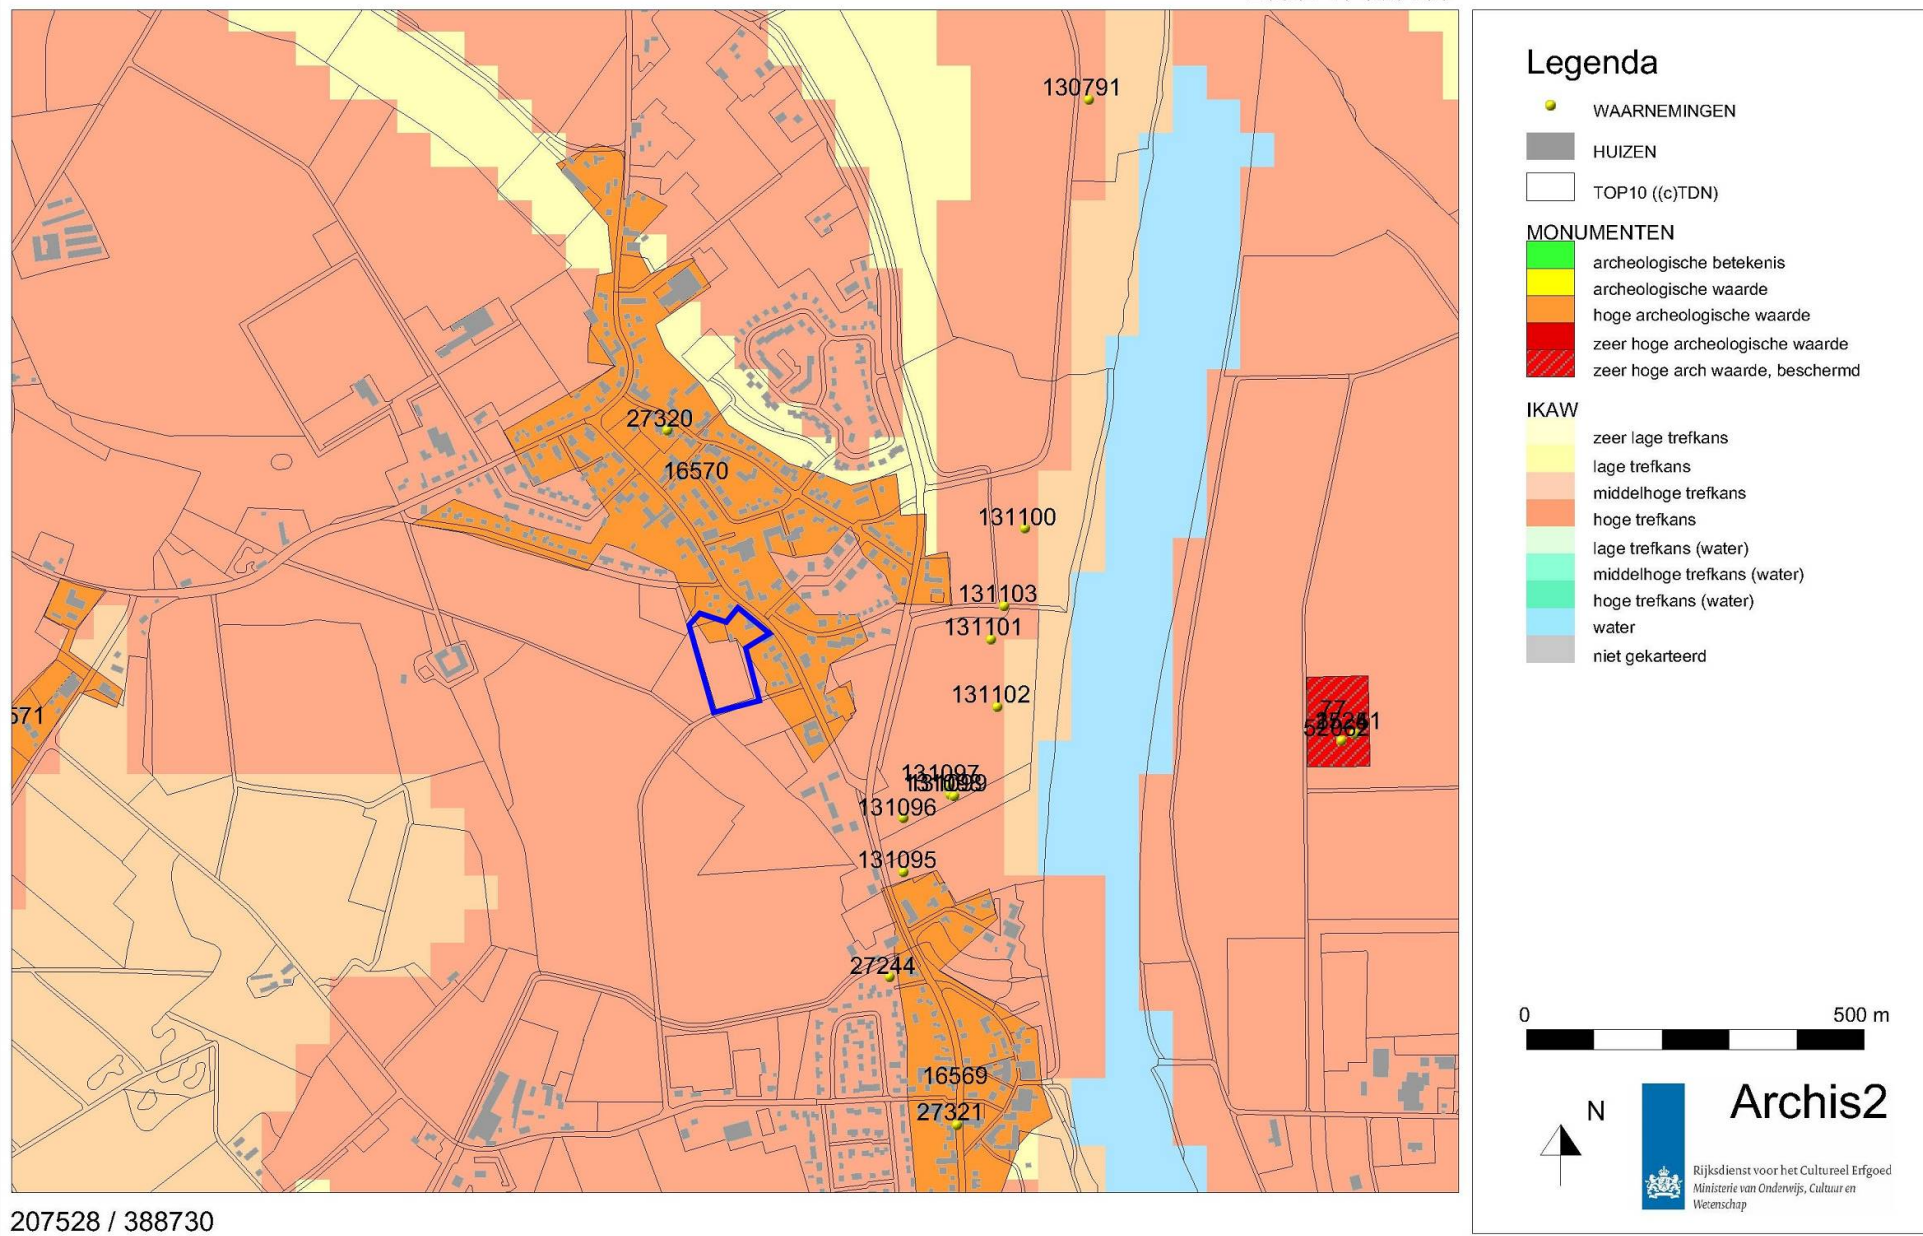 130791
27320
16570
131100
131103
131101
131102
571
77
131097
131096
131095
27244
16569
27321
207528 / 388730
Legenda
WAARNEMINGEN
HUIZEN
TOP10 ((c)TDN)
MONUMENTEN
archeologische betekenis
archeologische waarde
hoge archeologische waarde
zeer hoge archeologische waarde
zeer hoge arch waarde, beschermd
IKAW
zeer lage trefkans
lage trefkans
middelhoge trefkans
hoge trefkans
lage trefkans (water)
middelhoge trefkans (water)
hoge trefkans (water)
water
niet gekarteerd
0 500 m
N
Archis2
Rijksdienst voor het Cultureel Erfgoed
Ministerie van Onderwijs, Cultuur en
Wetenschap